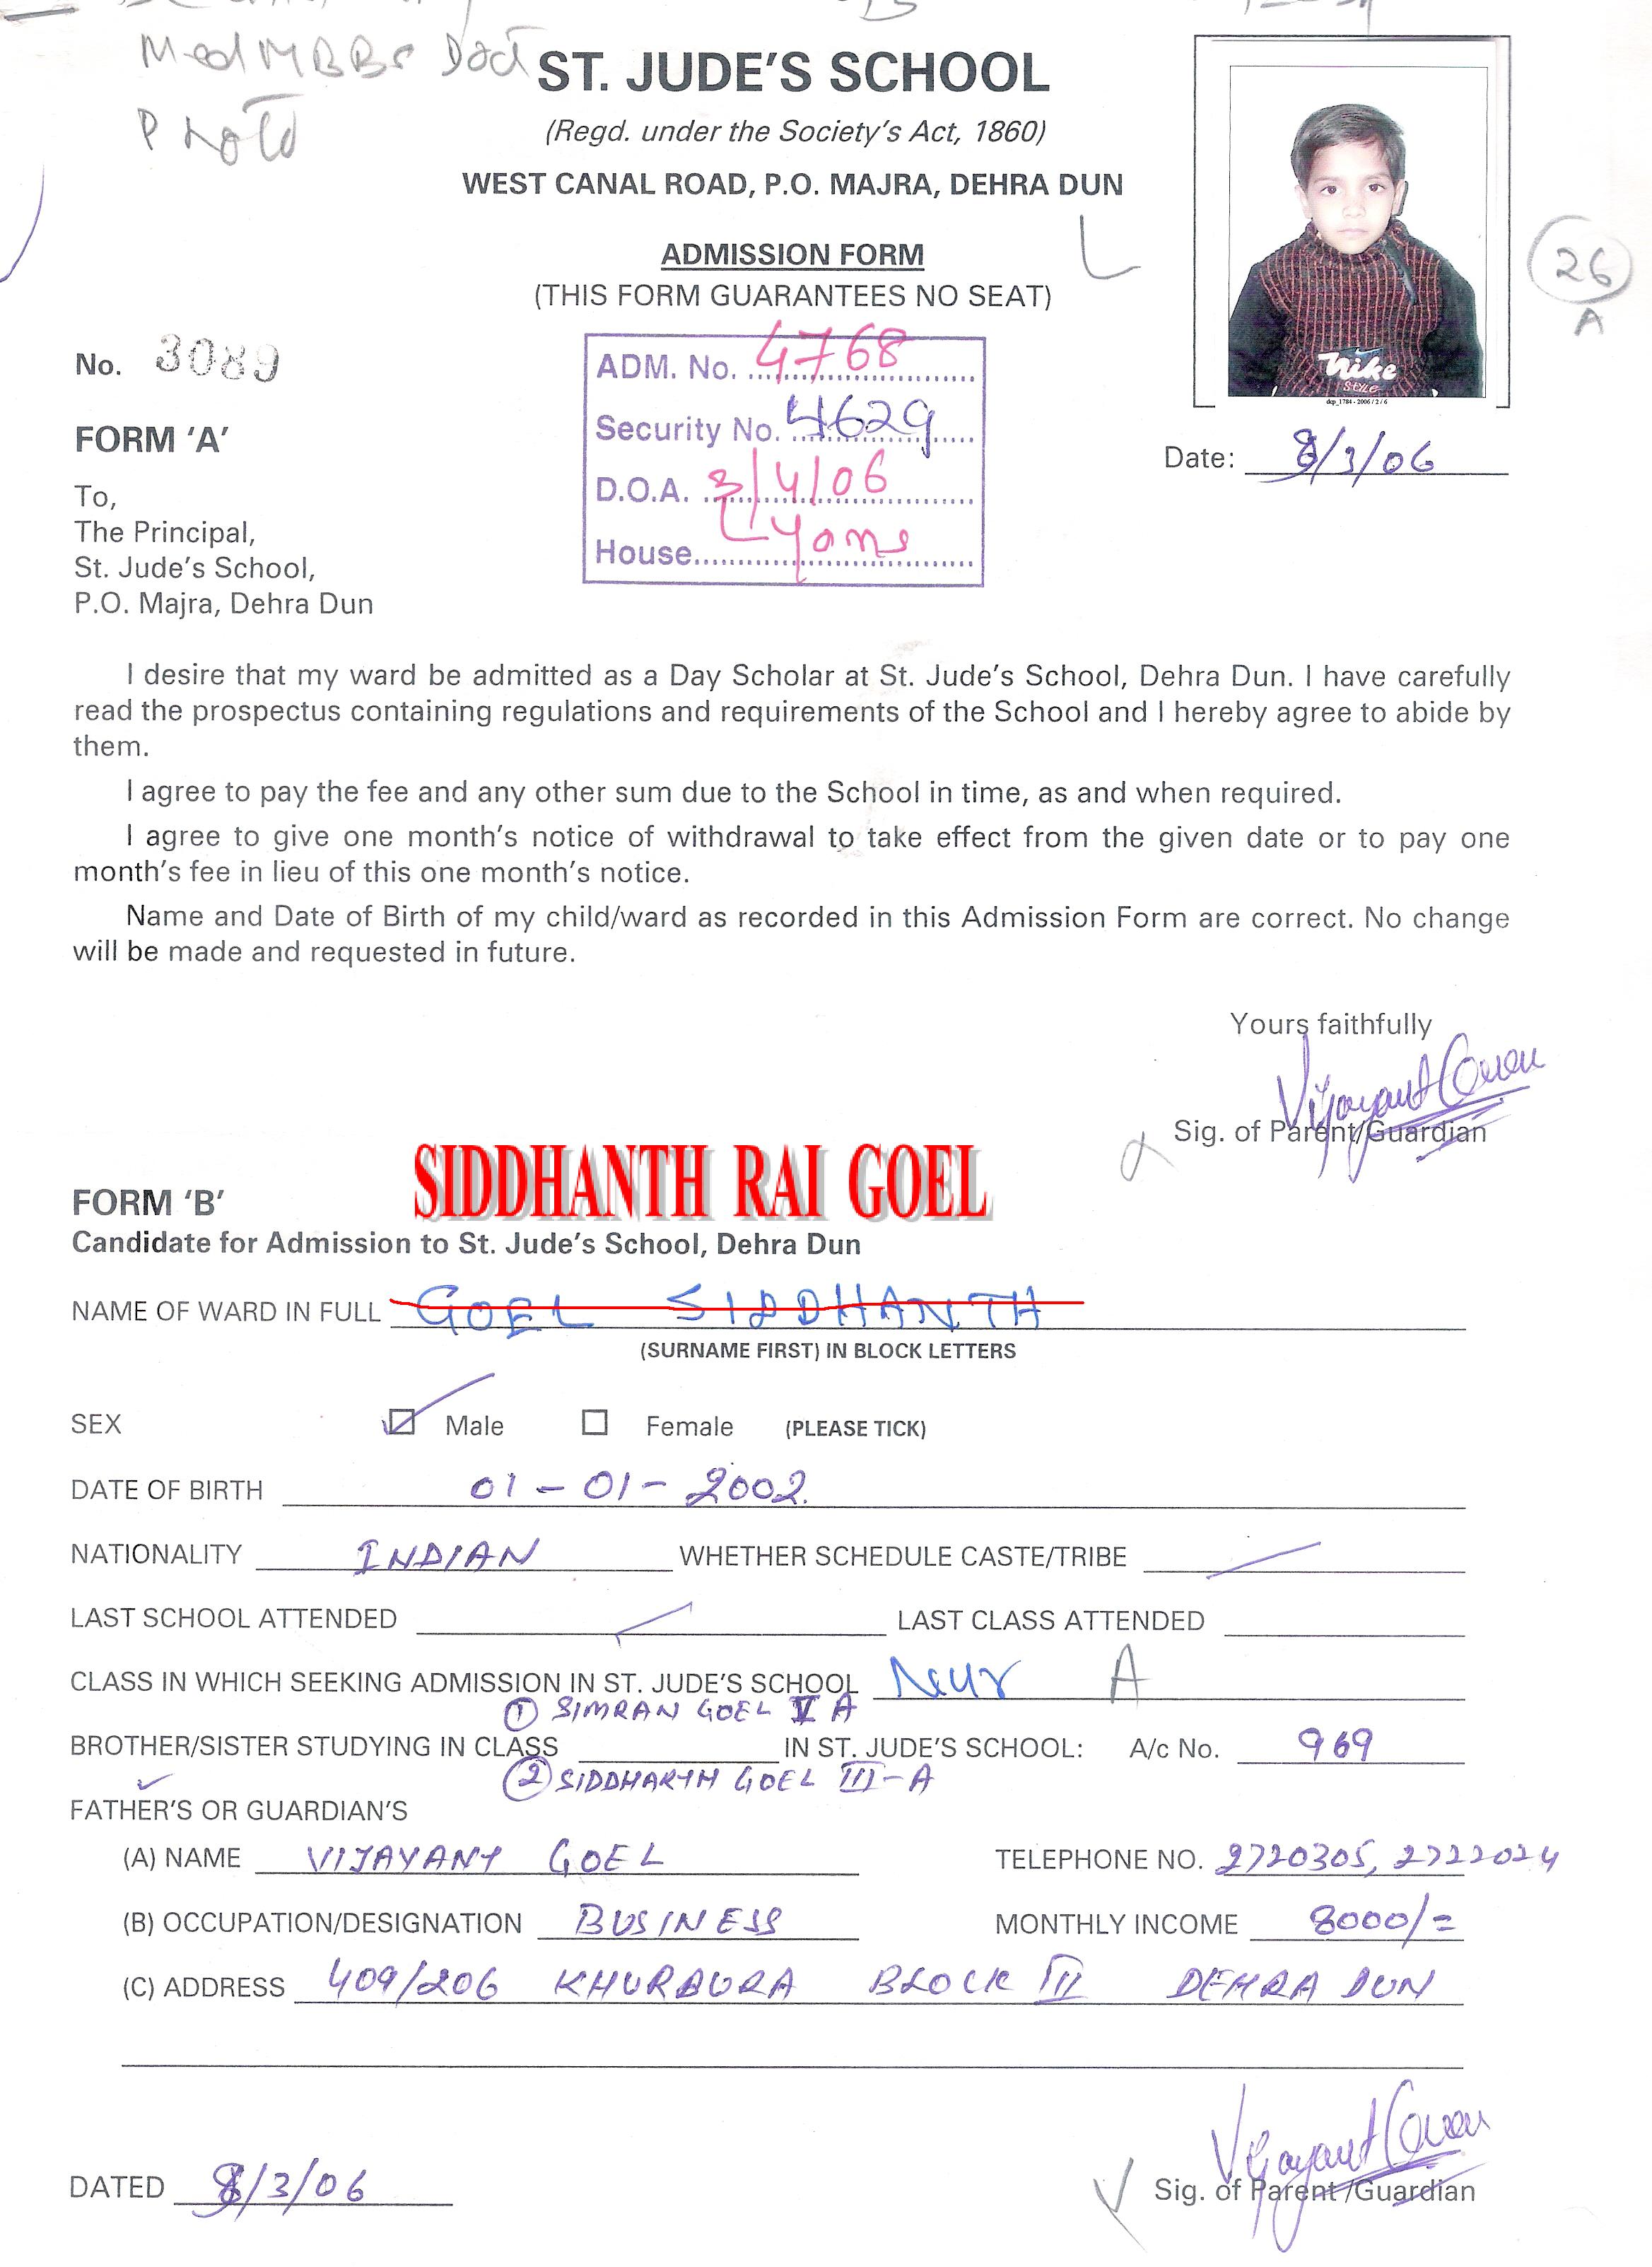 Med MBBS
Photo
ST. JUDE'S SCHOOL
(Regd. under the Society's Act, 1860)
WEST CANAL ROAD, P.O. MAJRA, DEHRA DUN
ADMISSION FORM
(THIS FORM GUARANTEES NO SEAT)
Nike
STYLE
dcp_1784 - 2006 / 2 / 6
26
A
No. 3089
ADM. No. 4768
Security No. 4629
D.O.A. 3/4/06
House Lyons
Date: 8/3/06
FORM 'A'
To,
The Principal,
St. Jude's School,
P.O. Majra, Dehra Dun
I desire that my ward be admitted as a Day Scholar at St. Jude's School, Dehra Dun. I have carefully
read the prospectus containing regulations and requirements of the School and I hereby agree to abide by
them.
I agree to pay the fee and any other sum due to the School in time, as and when required.
I agree to give one month's notice of withdrawal to take effect from the given date or to pay one
month's fee in lieu of this one month's notice.
Name and Date of Birth of my child/ward as recorded in this Admission Form are correct. No change
will be made and requested in future.
Yours faithfully
Vijayant Goel
Sig. of Parent/Guardian
SIDDHANTH RAI GOEL
FORM 'B'
Candidate for Admission to St. Jude's School, Dehra Dun
NAME OF WARD IN FULL GOEL SIDDHANTH
(SURNAME FIRST) IN BLOCK LETTERS
SEX Male Female (PLEASE TICK)
DATE OF BIRTH 01-01-2002.
NATIONALITY INDIAN WHETHER SCHEDULE CASTE/TRIBE
LAST SCHOOL ATTENDED LAST CLASS ATTENDED
CLASS IN WHICH SEEKING ADMISSION IN ST. JUDE'S SCHOOL Nur A
① SIMRAN GOEL V A
BROTHER/SISTER STUDYING IN CLASS IN ST. JUDE'S SCHOOL: A/c No. 969
② SIDDHARTH GOEL III-A
FATHER'S OR GUARDIAN'S
(A) NAME VIJAYANT GOEL TELEPHONE NO. 2720305, 2722024
(B) OCCUPATION/DESIGNATION BUSINESS MONTHLY INCOME 8000/=
(C) ADDRESS 409/206 KHURBURA BLOCK III DEHRA DUN
Vijayant Goel
DATED 8/3/06 Sig. of Parent/Guardian